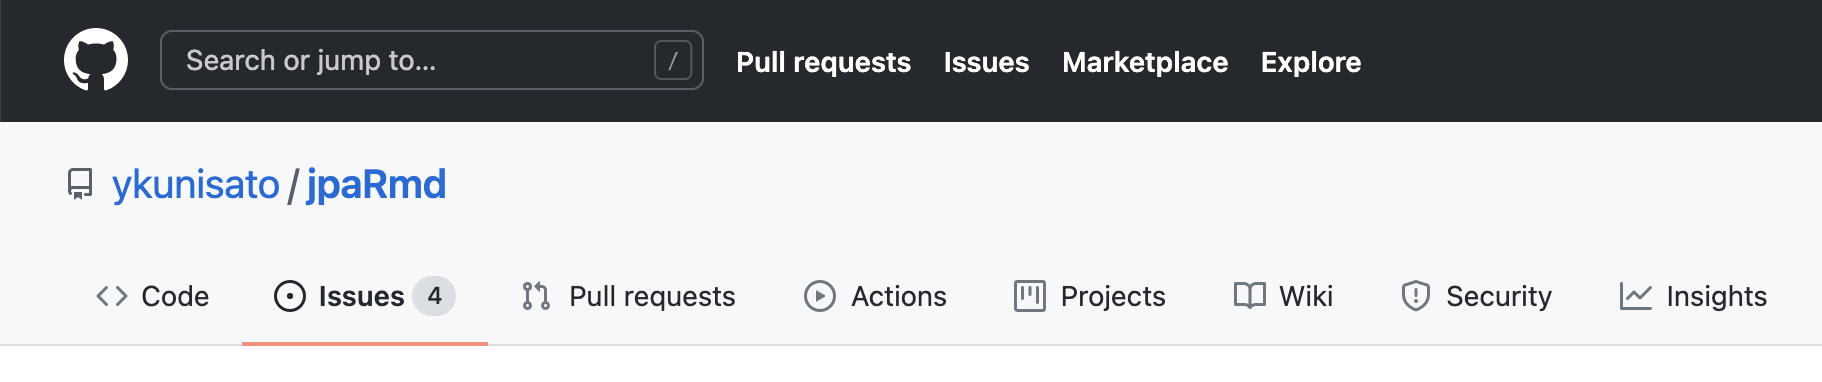 Search or jump to... / Pull requests Issues Marketplace Explore
ykunisato / jpaRmd
Code Issues 4 Pull requests Actions Projects Wiki Security Insights